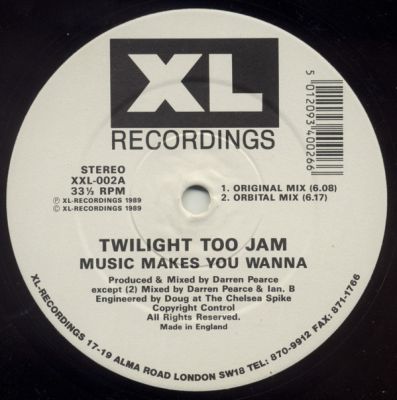 XL
RECORDINGS
5 012093 400266
STEREO
XXL-002A
33⅓ RPM
℗ XL-RECORDINGS 1989
© XL-RECORDINGS 1989
1. ORIGINAL MIX (6.08)
2. ORBITAL MIX (6.17)
TWILIGHT TOO JAM
MUSIC MAKES YOU WANNA
Produced & Mixed by Darren Pearce
except (2) Mixed by Darren Pearce & Ian. B
Engineered by Doug at The Chelsea Spike
Copyright Control
All Rights Reserved.
Made in England
XL-RECORDINGS 17-19 ALMA ROAD LONDON SW18 TEL: 870-9912 FAX: 871-1766